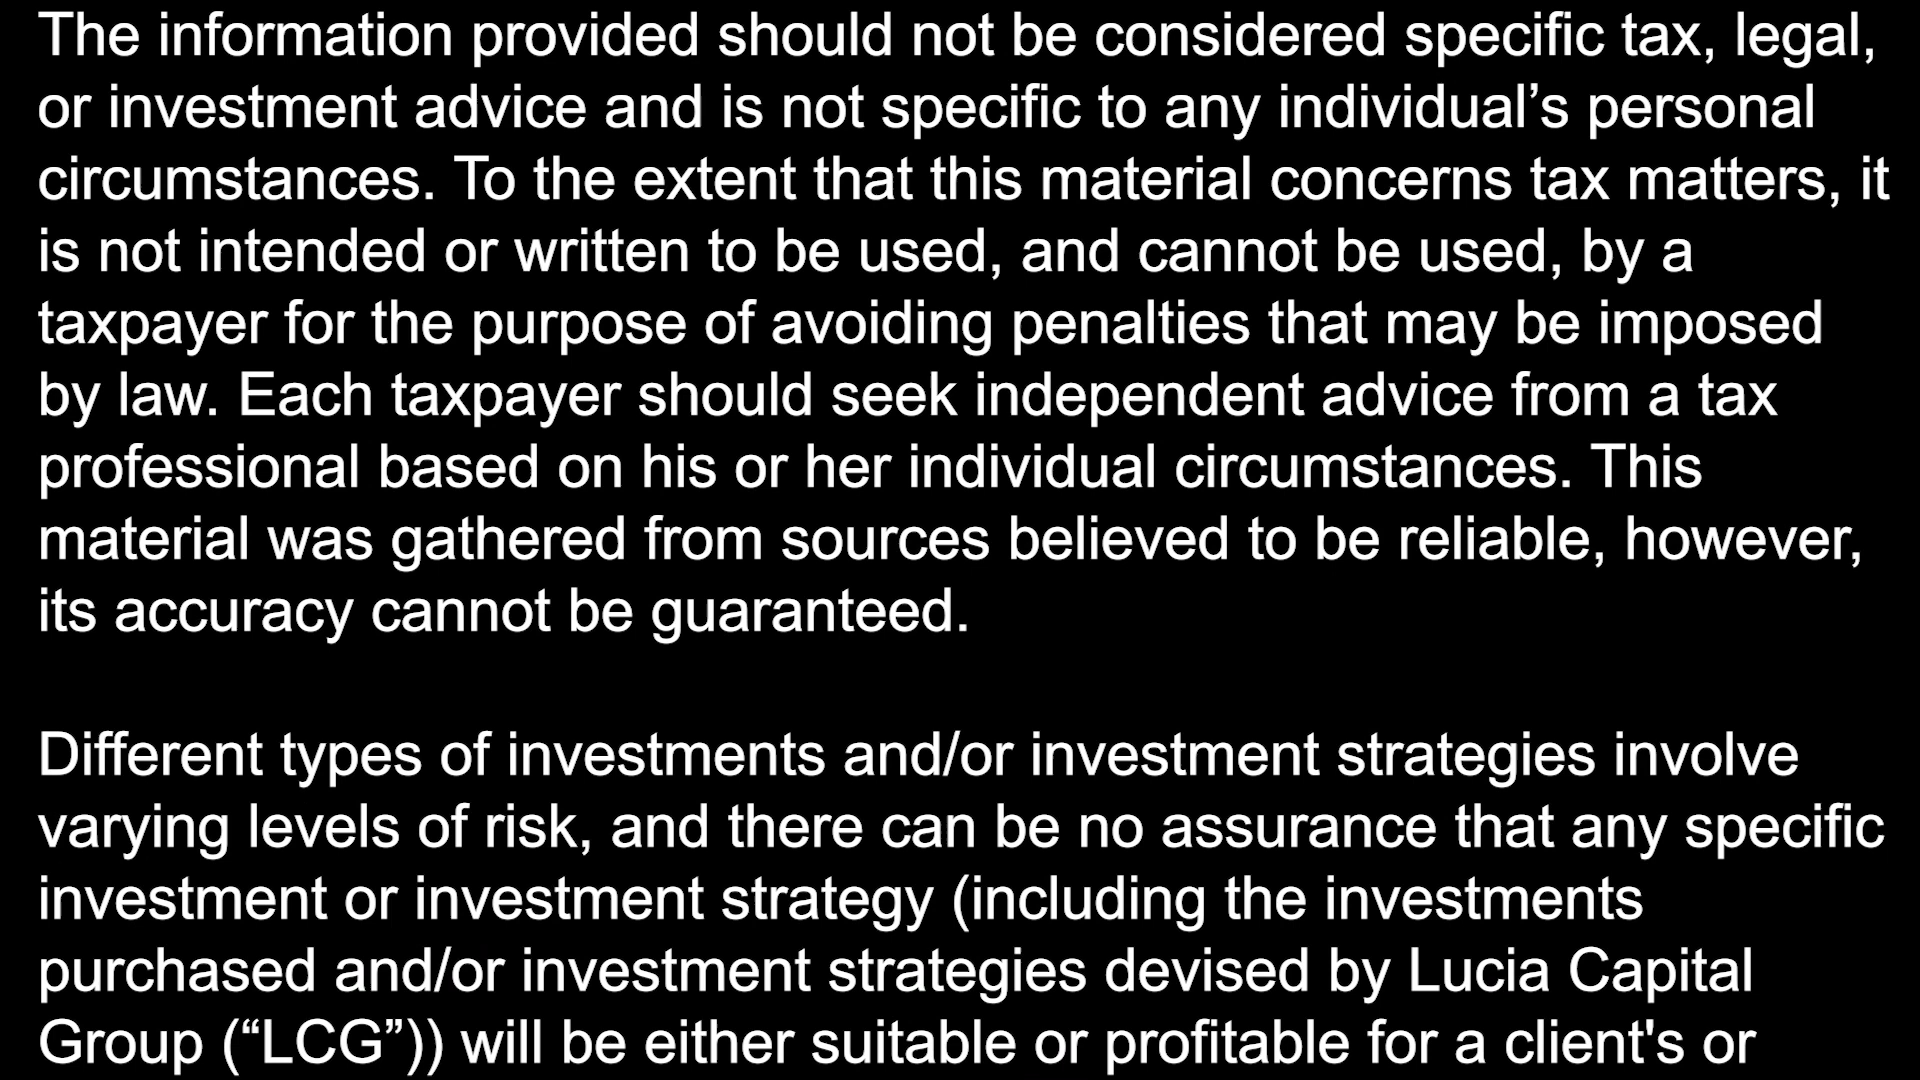 The information provided should not be considered specific tax, legal,
or investment advice and is not specific to any individual’s personal
circumstances. To the extent that this material concerns tax matters, it
is not intended or written to be used, and cannot be used, by a
taxpayer for the purpose of avoiding penalties that may be imposed
by law. Each taxpayer should seek independent advice from a tax
professional based on his or her individual circumstances. This
material was gathered from sources believed to be reliable, however,
its accuracy cannot be guaranteed.
Different types of investments and/or investment strategies involve
varying levels of risk, and there can be no assurance that any specific
investment or investment strategy (including the investments
purchased and/or investment strategies devised by Lucia Capital
Group (“LCG”)) will be either suitable or profitable for a client's or